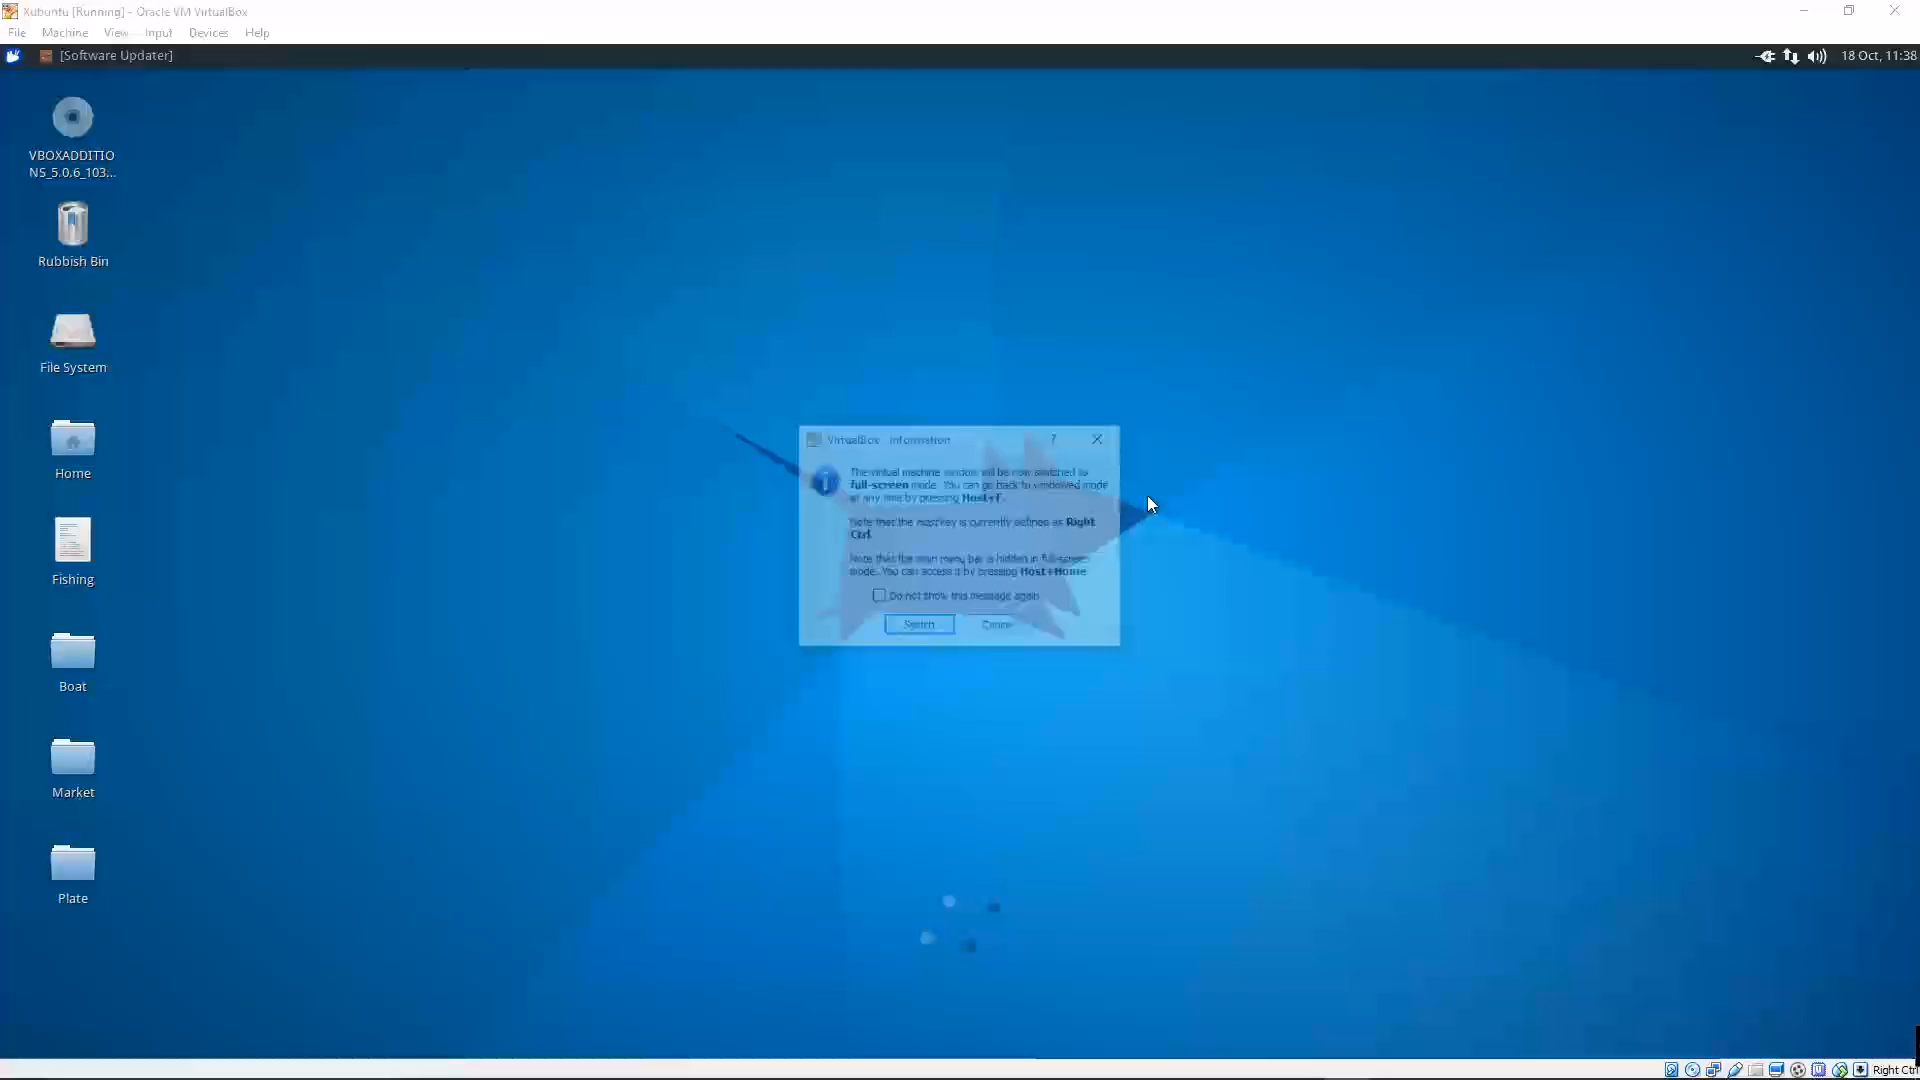 Xubuntu [Running] - Oracle VM VirtualBox
File Machine View Input Devices Help
[Software Updater]
18 Oct, 11:38
VBOXADDITIO
NS_5.0.6_103...
Rubbish Bin
File System
Home
Fishing
Boat
Market
Plate
VirtualBox - Information
?
The virtual machine window will be now switched to
full-screen mode. You can go back to windowed mode
at any time by pressing Host+F.
Note that the Host key is currently defined as Right
Ctrl.
Note that the main menu bar is hidden in full-screen
mode. You can access it by pressing Host+Home.
Do not show this message again
Switch Cancel
Right Ctrl